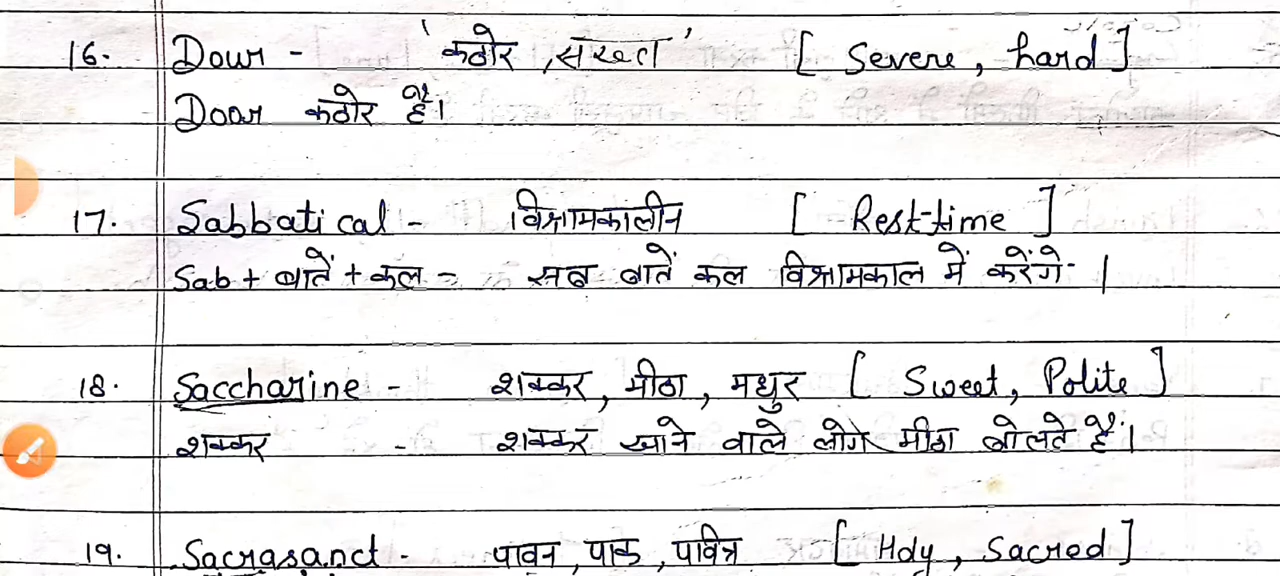 16. Dour - 'कठोर, सख्त' [ Severe, hard ]
Door कठोर है।
17. Sabbatical - विश्रामकालीन [ Rest-time ]
Sab + बातें + कल = सब बातें कल विश्रामकाल में करेंगे।
18. Saccharine - शक्कर, मीठा, मधुर [ Sweet, Polite ]
शक्कर - शक्कर खाने वाले लोग मीठा बोलते हैं।
19. Sacrasanct - पावन, पाक, पवित्र [ Holy, Sacred ]